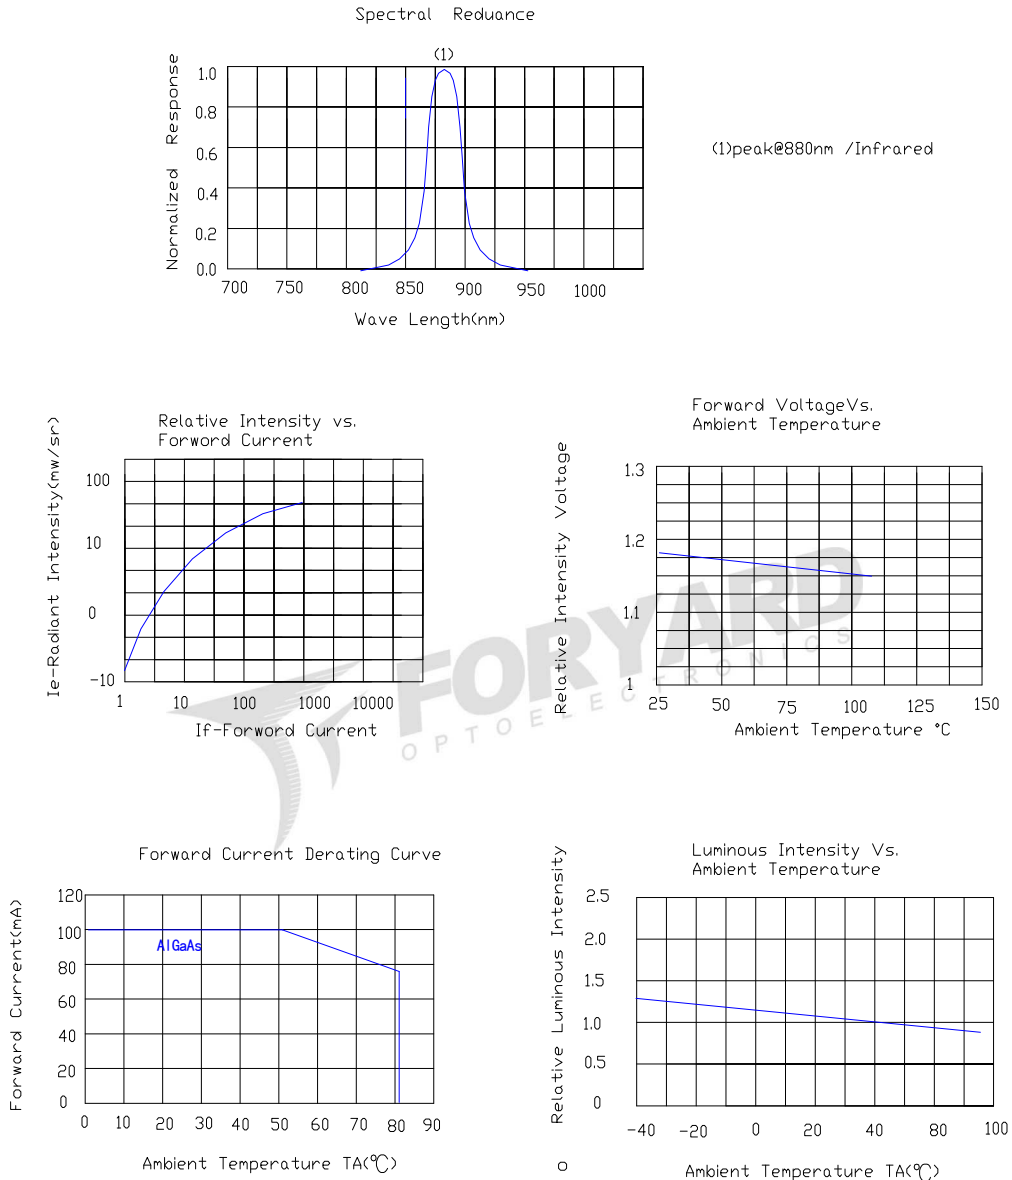 Spectral Reduance
(1)
Normalized Response
1.0
0.8
0.6
0.4
0.2
0.0
700 750 800 850 900 950 1000
Wave Length(nm)
(1)peak@880nm /Infrared
Relative Intensity vs.
Forword Current
Ie-Radiant Intensity(mw/sr)
100
10
0
-10
1 10 100 1000 10000
If-Forword Current
Forward VoltageVs.
Ambient Temperature
Relative Intensity Voltage
1.3
1.2
1.1
1
25 50 75 100 125 150
Ambient Temperature °C
FORYARD
OPTOELECTRONICS
Forward Current Derating Curve
Forward Current(mA)
120
100
80
60
40
20
0
AlGaAs
0 10 20 30 40 50 60 70 80 90
Ambient Temperature TA(℃)
Luminous Intensity Vs.
Ambient Temperature
Relative Luminous Intensity
2.5
2.0
1.5
1.0
0.5
0
-40 -20 0 20 40 80 100
O
Ambient Temperature TA(℃)